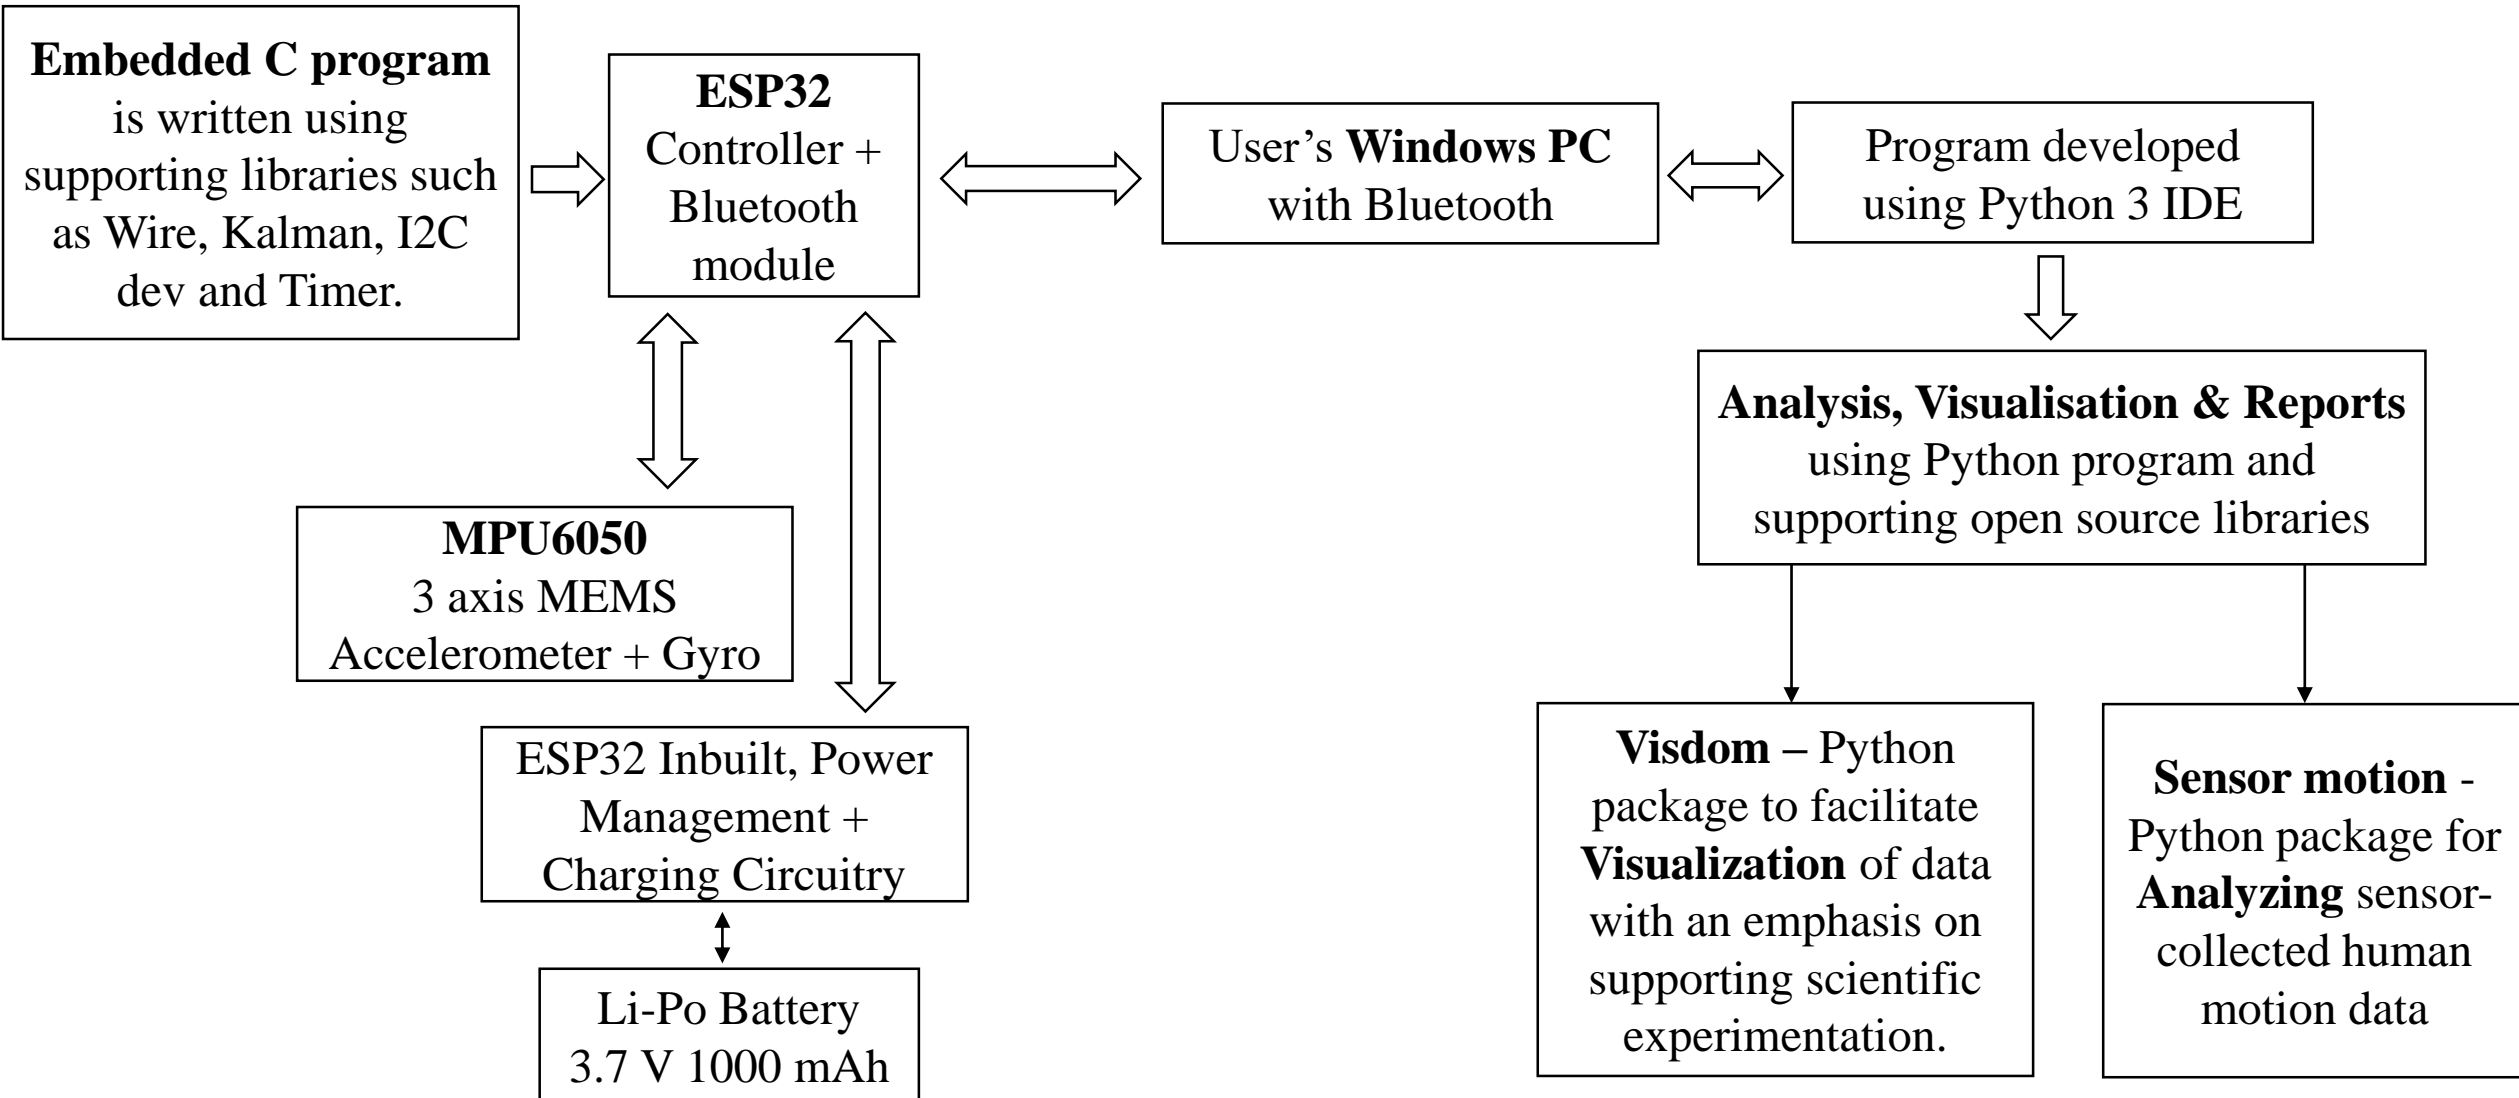 Embedded C program
is written using
supporting libraries such
as Wire, Kalman, I2C
dev and Timer.
ESP32
Controller +
Bluetooth
module
User’s Windows PC
with Bluetooth
Program developed
using Python 3 IDE
Analysis, Visualisation & Reports
using Python program and
supporting open source libraries
MPU6050
3 axis MEMS
Accelerometer + Gyro
ESP32 Inbuilt, Power
Management +
Charging Circuitry
Li-Po Battery
3.7 V 1000 mAh
Visdom – Python
package to facilitate
Visualization of data
with an emphasis on
supporting scientific
experimentation.
Sensor motion -
Python package for
Analyzing sensor-
collected human
motion data